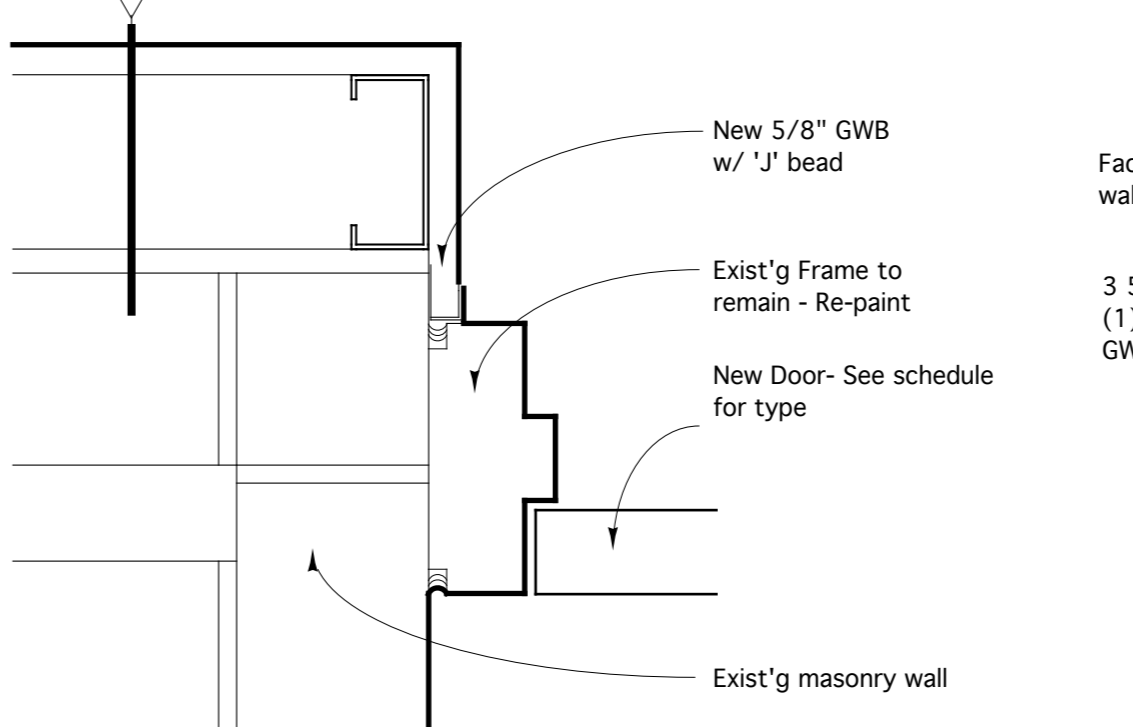 New 5/8" GWB
w/ 'J' bead
Exist'g Frame to
remain - Re-paint
New Door- See schedule
for type
Exist'g masonry wall
(1)